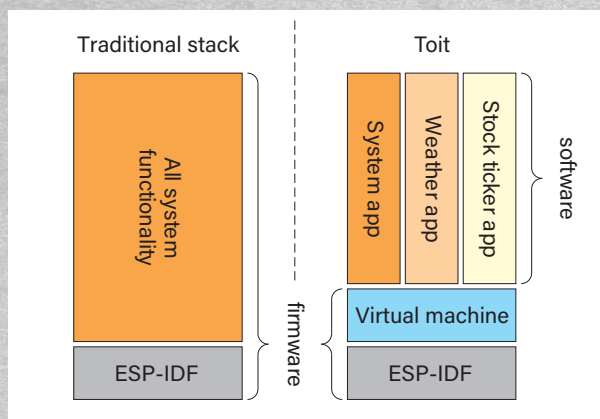 Traditional stack
Toit
All system
functionality
ESP-IDF
firmware
System app
Weather app
Stock ticker app
software
Virtual machine
ESP-IDF